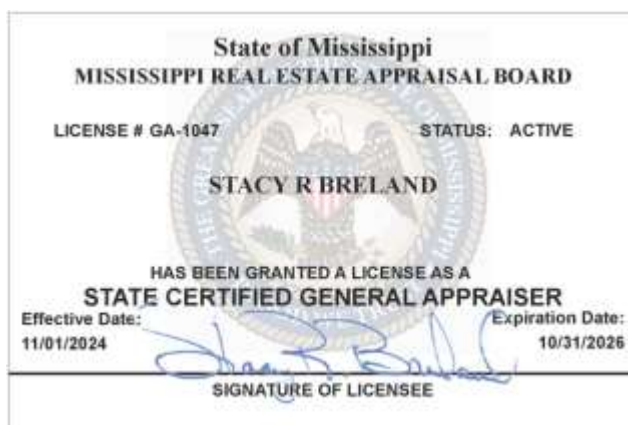 State of Mississippi
MISSISSIPPI REAL ESTATE APPRAISAL BOARD
LICENSE # GA-1047 STATUS: ACTIVE
STACY R BRELAND
HAS BEEN GRANTED A LICENSE AS A
STATE CERTIFIED GENERAL APPRAISER
Effective Date: Expiration Date:
11/01/2024 10/31/2026
SIGNATURE OF LICENSEE